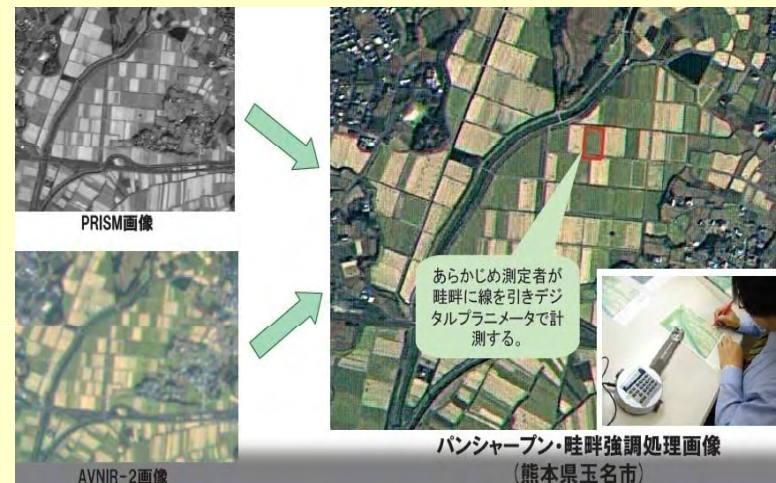 PRISM画像
AVNIR-2画像
あらかじめ測定者が
畦畔に線を引きデジ
タルプラニメータで計
測する。
パンシャープン・畦畔強調処理画像
(熊本県玉名市)